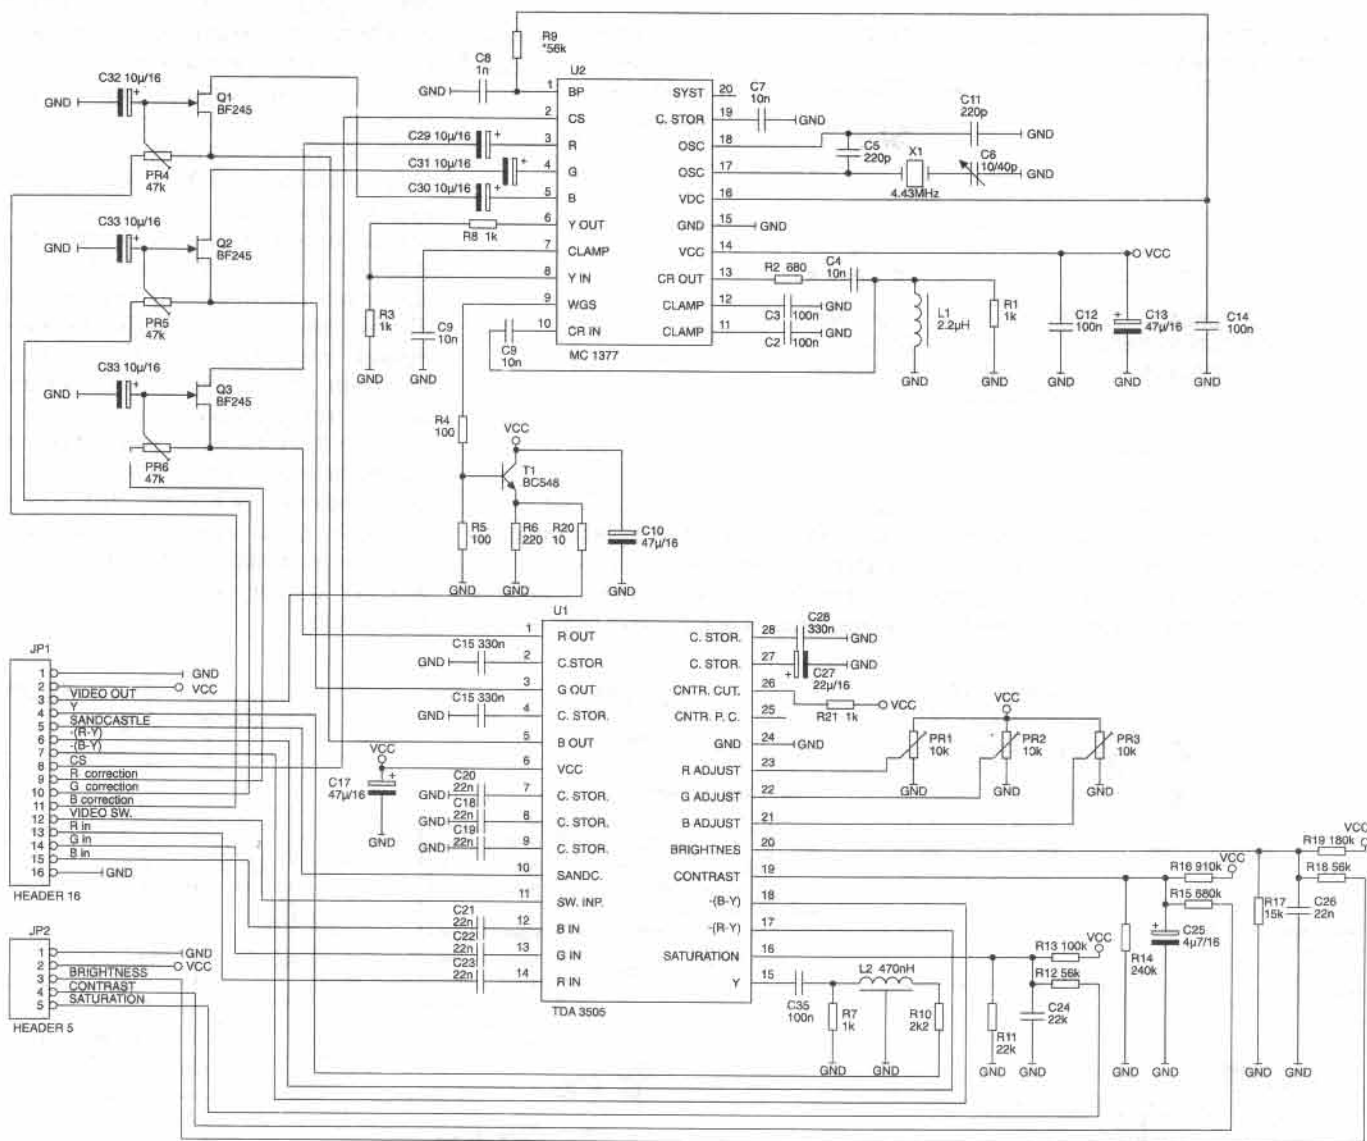 R9
*56k
C8
1n
GND
U2
1 BP
2 CS
3 R
4 G
5 B
6 Y OUT
7 CLAMP
8 Y IN
9 WGS
10 CR IN
SYST 20
C. STOR 19
OSC 18
OSC 17
VDC 16
GND 15
VCC 14
CR OUT 13
CLAMP 12
CLAMP 11
MC 1377
C32 10µ/16
GND
Q1
BF245
PR4
47k
C33 10µ/16
GND
Q2
BF245
PR5
47k
C33 10µ/16
GND
Q3
BF245
PR6
47k
C29 10µ/16
C31 10µ/16
C30 10µ/16
R8 1k
R3
1k
GND
C9
10n
GND
C9
10n
C7
10n
GND
C11
220p
GND
C5
220p
X1
4.43MHz
C6
10/40p
GND
GND
VCC
R2 680
C4
10n
C3 100n
GND
C2 100n
GND
L1
2.2µH
GND
R1
1k
GND
C12
100n
GND
C13
47µ/16
GND
C14
100n
GND
R4
100
VCC
T1
BC548
R5
100
R6
220
R20
10
C10
47µ/16
GND
GND
GND
U1
1 R OUT
2 C.STOR
3 G OUT
4 C. STOR.
5 B OUT
6 VCC
7 C. STOR.
8 C. STOR.
9 C. STOR.
10 SANDC.
11 SW. INP.
12 B IN
13 G IN
14 R IN
C. STOR. 28
C. STOR. 27
CNTR. CUT. 26
CNTR. P. C. 25
GND 24
R ADJUST 23
G ADJUST 22
B ADJUST 21
BRIGHTNES 20
CONTRAST 19
-(B-Y) 18
-(R-Y) 17
SATURATION 16
Y 15
TDA 3505
C15 330n
GND
C15 330n
GND
VCC
C17
47µ/16
GND
C20
22n
GND
C18
22n
GND
C19
22n
GND
C21
22n
C22
22n
C23
22n
C28
330n
GND
C27
22µ/16
GND
R21 1k
VCC
GND
VCC
PR1
10k
PR2
10k
PR3
10k
GND
GND
GND
VCC
R19 180k
R18 56k
VCC
R16 910k
R15 680k
R17
15k
C26
22n
C25
4µ7/16
R14
240k
VCC
R13 100k
R12 56k
C24
22k
R11
22k
L2 470nH
C35
100n
R7
1k
R10
2k2
GND
GND
GND
GND
GND
GND
GND
GND
JP1
1 GND
2 VCC
3 VIDEO OUT
4 Y
5 SANDCASTLE
6 -(R-Y)
7 -(B-Y)
8 CS
9 R correction
10 G correction
11 B correction
12 VIDEO SW.
13 R in
14 G in
15 B in
16 GND
HEADER 16
JP2
1 GND
2 VCC
3 BRIGHTNESS
4 CONTRAST
5 SATURATION
HEADER 5